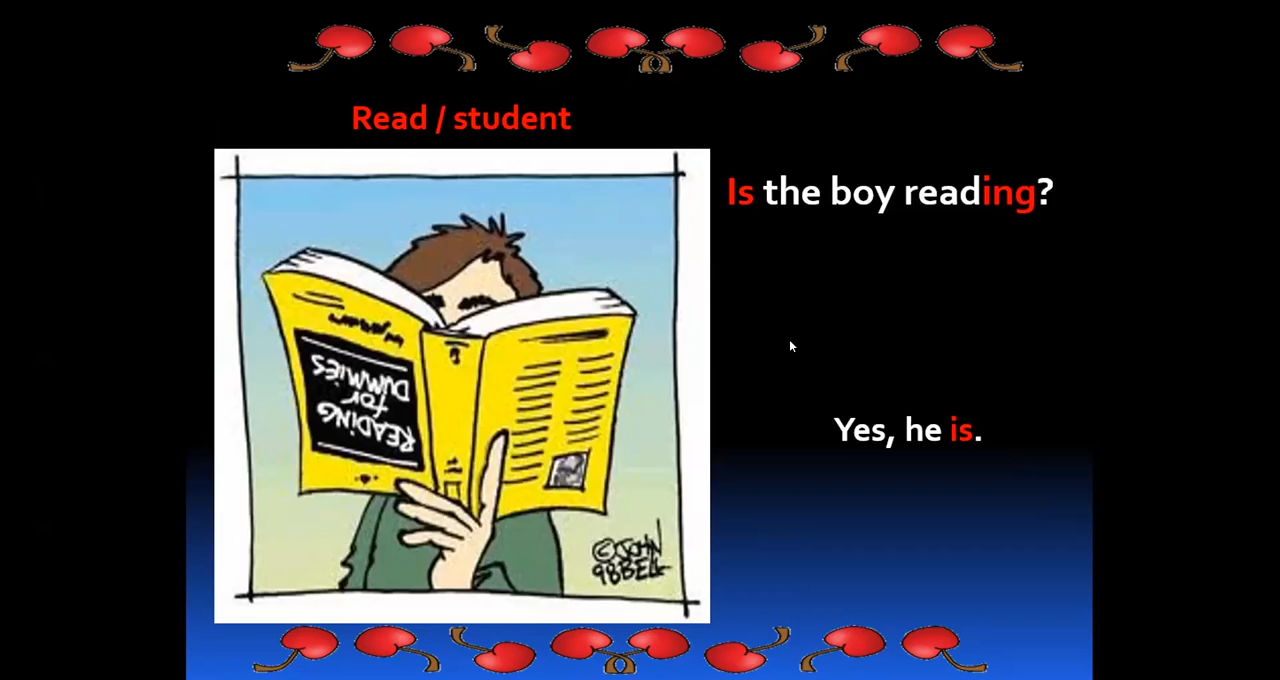 Read / student
Is the boy reading?
READING
for
DUMMIES
Yes, he is.
©JOHN
98BELL